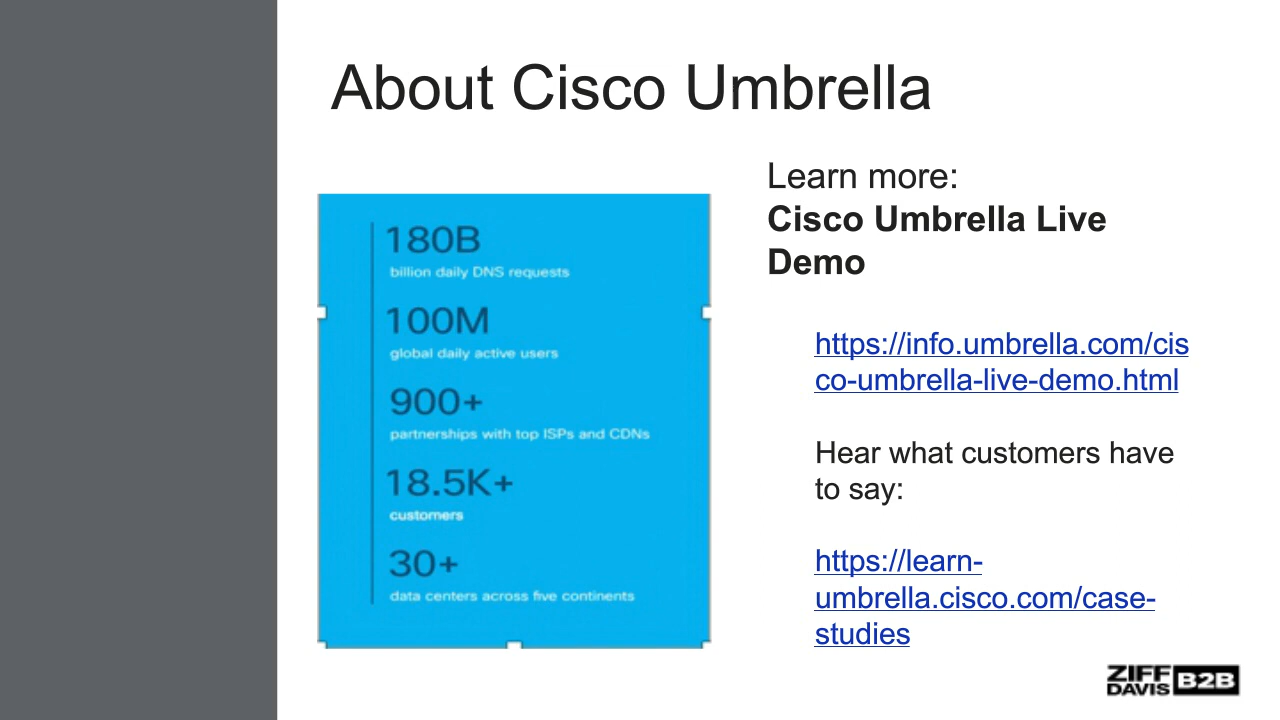 About Cisco Umbrella
180B
billion daily DNS requests
100M
global daily active users
900+
partnerships with top ISPs and CDNs
18.5K+
customers
30+
data centers across five continents
Learn more:
Cisco Umbrella Live
Demo
https://info.umbrella.com/cis
co-umbrella-live-demo.html
Hear what customers have
to say:
https://learn-
umbrella.cisco.com/case-
studies
ZIFF
DAVIS B2B